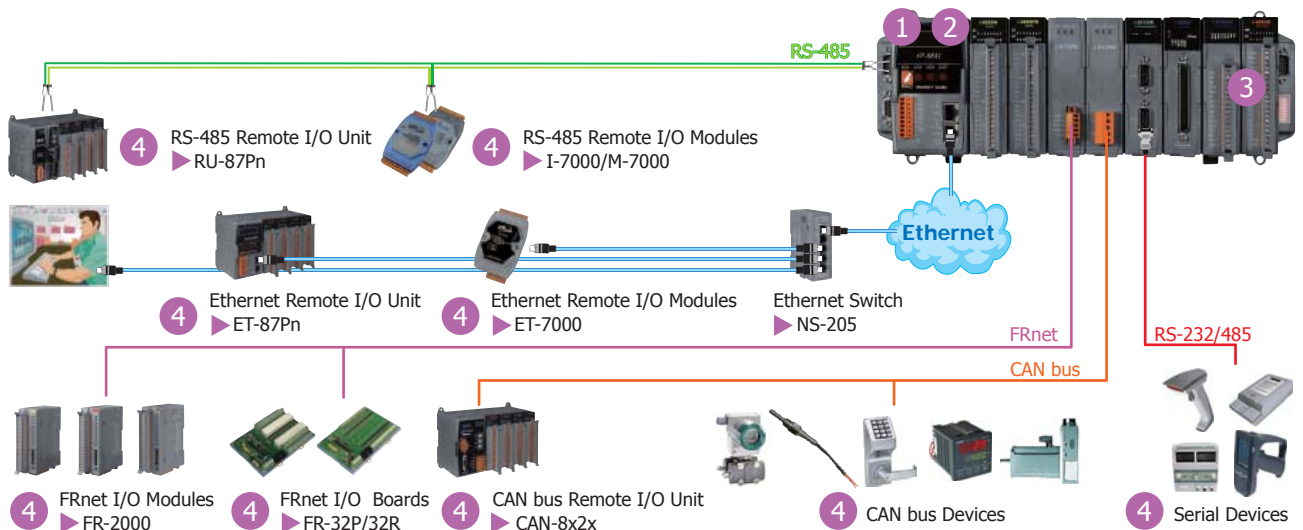 1
2
RS-485
3
4
RS-485 Remote I/O Unit
▶ RU-87Pn
4
RS-485 Remote I/O Modules
▶ I-7000/M-7000
Ethernet
4
Ethernet Remote I/O Unit
▶ ET-87Pn
4
Ethernet Remote I/O Modules
▶ ET-7000
Ethernet Switch
▶ NS-205
FRnet
RS-232/485
CAN bus
4
FRnet I/O Modules
▶ FR-2000
4
FRnet I/O Boards
▶ FR-32P/32R
4
CAN bus Remote I/O Unit
▶ CAN-8x2x
4
CAN bus Devices
4
Serial Devices